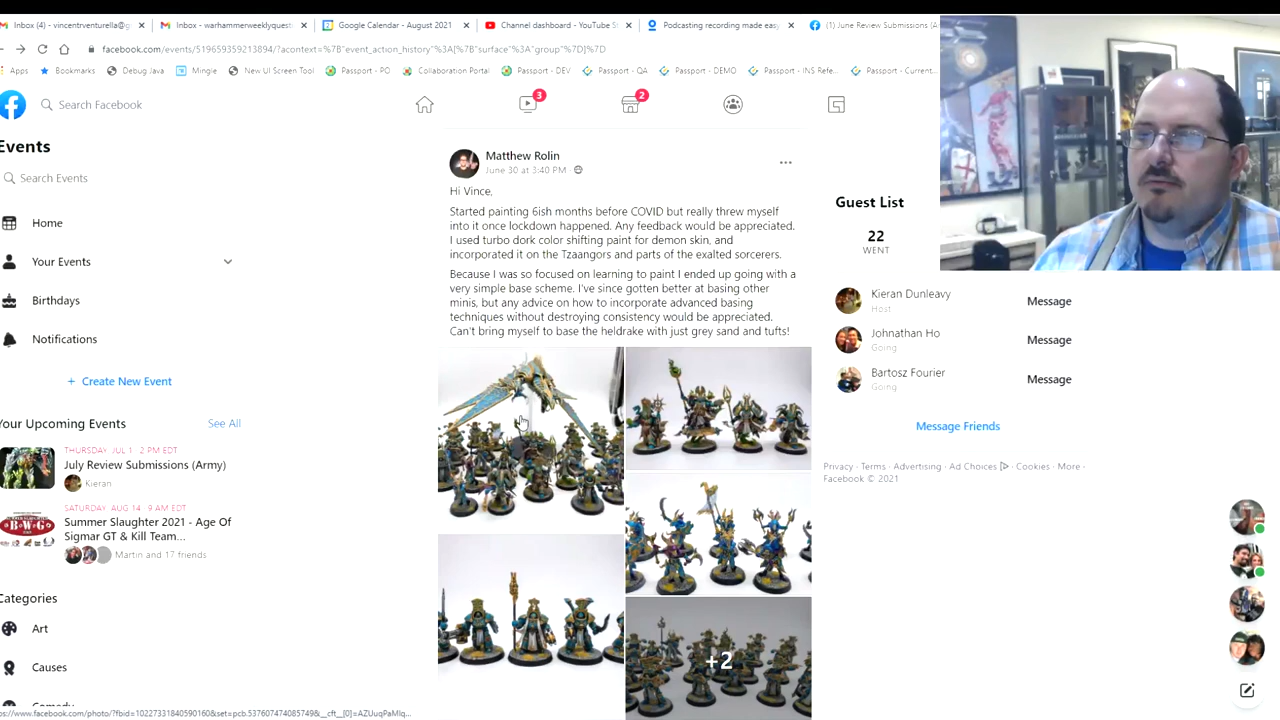 Inbox (4) - vincentrventurella@g
Inbox - warhammerweeklyquest
Google Calendar - August 2021
Channel dashboard - YouTube S
Podcasting recording made easy
(1) June Review Submissions (A
facebook.com/events/519659359213894/?acontext=%7B"event_action_history"%3A[%7B"surface"%3A"group"%7D]%7D
Apps
Bookmarks
Debug Java
Mingle
New UI Screen Tool
Passport - PO
Collaboration Portal
Passport - DEV
Passport - QA
Passport - DEMO
Passport - INS Refe...
Passport - Current...
Search Facebook
3
2
Events
Search Events
Home
Your Events
Birthdays
Notifications
+ Create New Event
Your Upcoming Events
See All
THURSDAY, JUL 1 · 2 PM EDT
July Review Submissions (Army)
Kieran
SATURDAY, AUG 14 · 9 AM EDT
Summer Slaughter 2021 - Age Of
Sigmar GT & Kill Team...
Martin and 17 friends
Categories
Art
Causes
Comedy
Matthew Rolin
June 30 at 3:40 PM ·
Hi Vince,
Started painting 6ish months before COVID but really threw myself
into it once lockdown happened. Any feedback would be appreciated.
I used turbo dork color shifting paint for demon skin, and
incorporated it on the Tzaangors and parts of the exalted sorcerers.
Because I was so focused on learning to paint I ended up going with a
very simple base scheme. I've since gotten better at basing other
minis, but any advice on how to incorporate advanced basing
techniques without destroying consistency would be appreciated.
Can't bring myself to base the heldrake with just grey sand and tufts!
+2
Guest List
22
WENT
Kieran Dunleavy
Host
Message
Johnathan Ho
Going
Message
Bartosz Fourier
Going
Message
Message Friends
Privacy · Terms · Advertising · Ad Choices · Cookies · More ·
Facebook © 2021